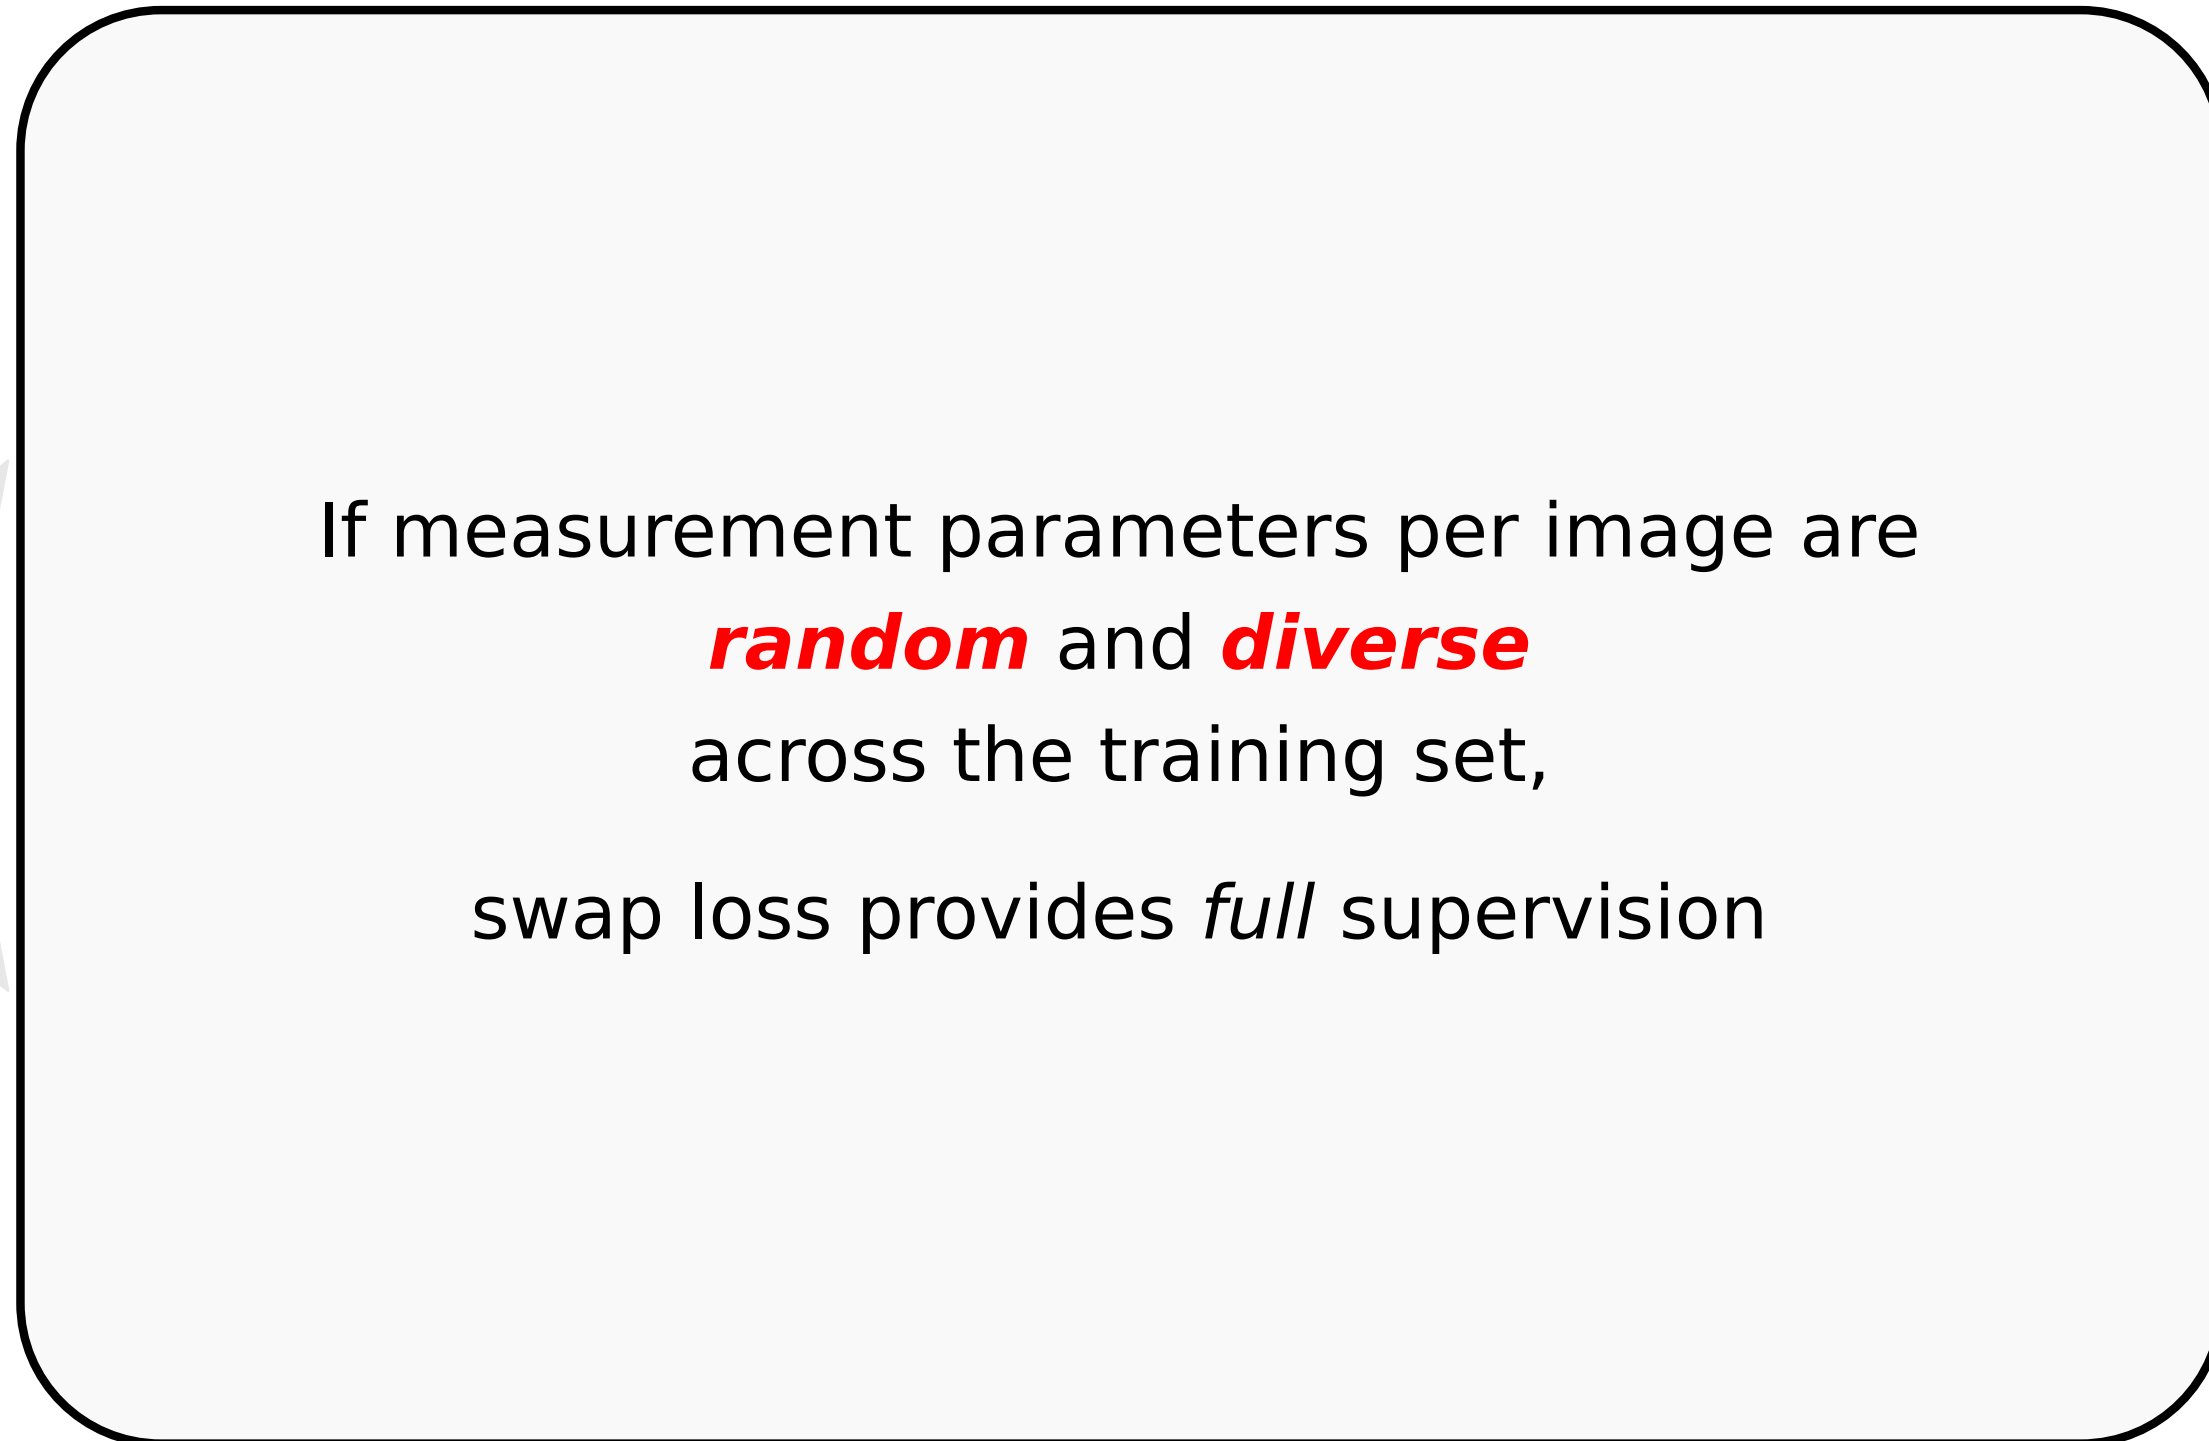 If measurement parameters per image are
random and diverse
across the training set,
swap loss provides full supervision